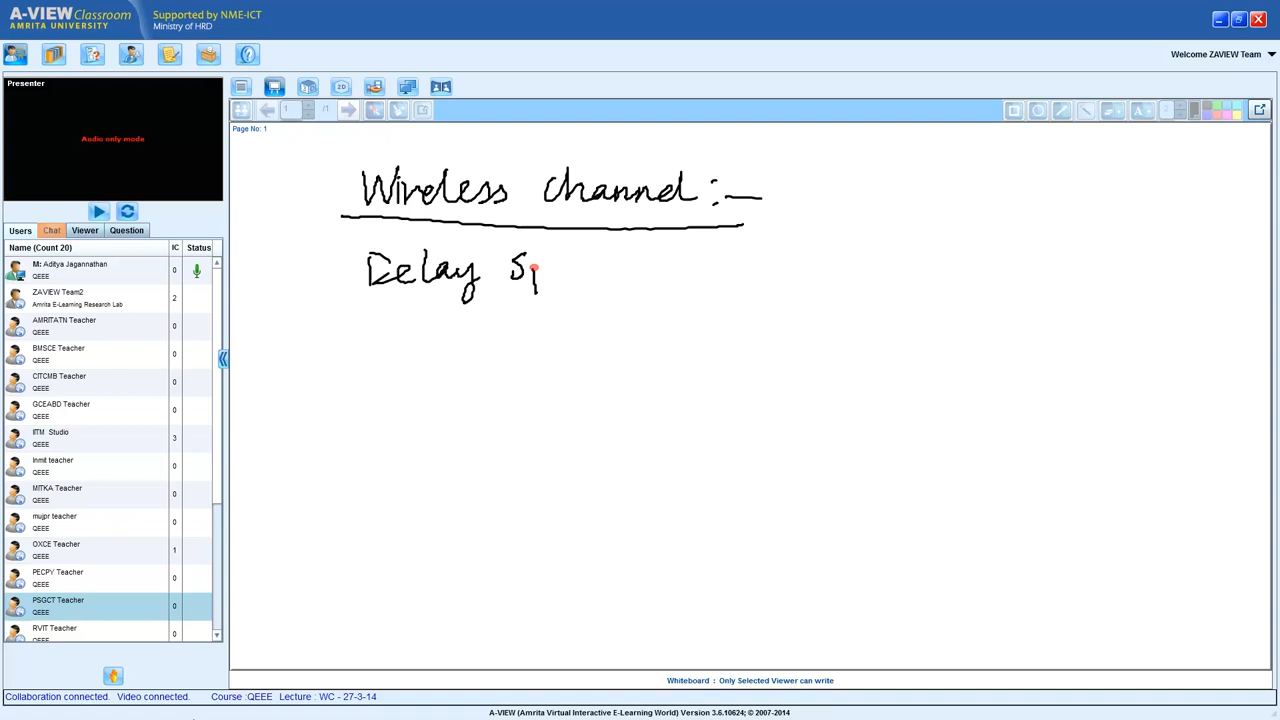 A-VIEW Classroom
AMRITA UNIVERSITY
Supported by NME-ICT
Ministry of HRD
Welcome ZAVIEW Team
Presenter
Audio only mode
1 /1
2D
A
2
Page No: 1
Wireless Channel :—
Delay Sp
Users Chat Viewer Question
Name (Count 20) IC Status
M: Aditya Jagannathan 0
QEEE
ZAVIEW Team2 2
Amrita E-Learning Research Lab
AMRITATN Teacher 0
QEEE
BMSCE Teacher 0
QEEE
CITCMB Teacher 0
QEEE
GCEABD Teacher 0
QEEE
IITM Studio 3
QEEE
Inmit teacher 0
QEEE
MITKA Teacher 0
QEEE
mujpr teacher 0
QEEE
OXCE Teacher 1
QEEE
PECPY Teacher 0
QEEE
PSGCT Teacher 0
QEEE
RVIT Teacher 0
QEEE
Whiteboard : Only Selected Viewer can write
Collaboration connected. Video connected. Course :QEEE Lecture : WC - 27-3-14
A-VIEW (Amrita Virtual Interactive E-Learning World) Version 3.6.10624; © 2007-2014